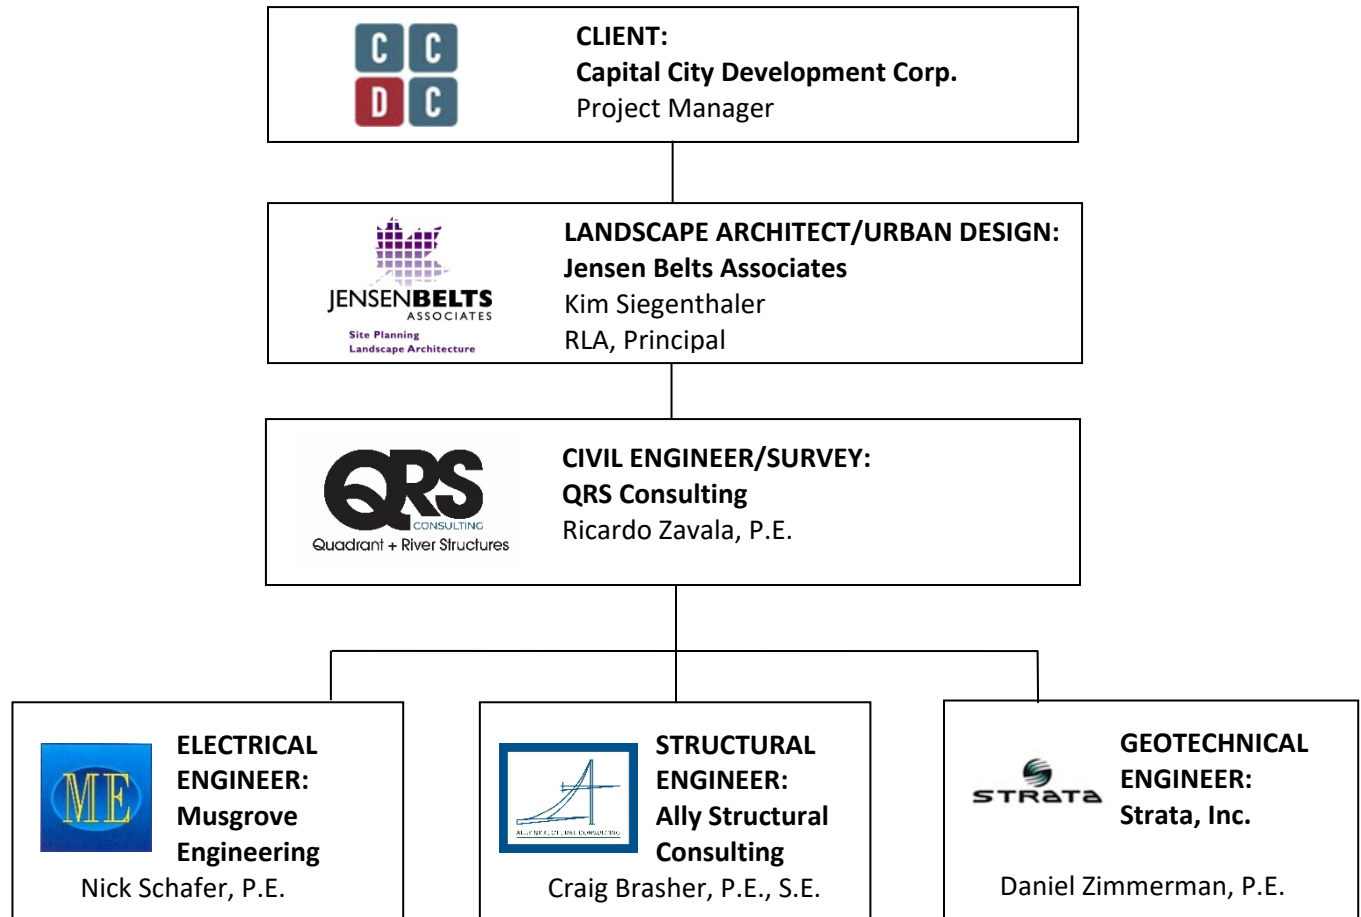 C C
D C
CLIENT:
Capital City Development Corp.
Project Manager
JENSENBELTS
ASSOCIATES
Site Planning
Landscape Architecture
LANDSCAPE ARCHITECT/URBAN DESIGN:
Jensen Belts Associates
Kim Siegenthaler
RLA, Principal
QRS
CONSULTING
Quadrant + River Structures
CIVIL ENGINEER/SURVEY:
QRS Consulting
Ricardo Zavala, P.E.
ME
ELECTRICAL
ENGINEER:
Musgrove
Engineering
Nick Schafer, P.E.
ALLY STRUCTURAL CONSULTING
STRUCTURAL
ENGINEER:
Ally Structural
Consulting
Craig Brasher, P.E., S.E.
STRATA
GEOTECHNICAL
ENGINEER:
Strata, Inc.
Daniel Zimmerman, P.E.